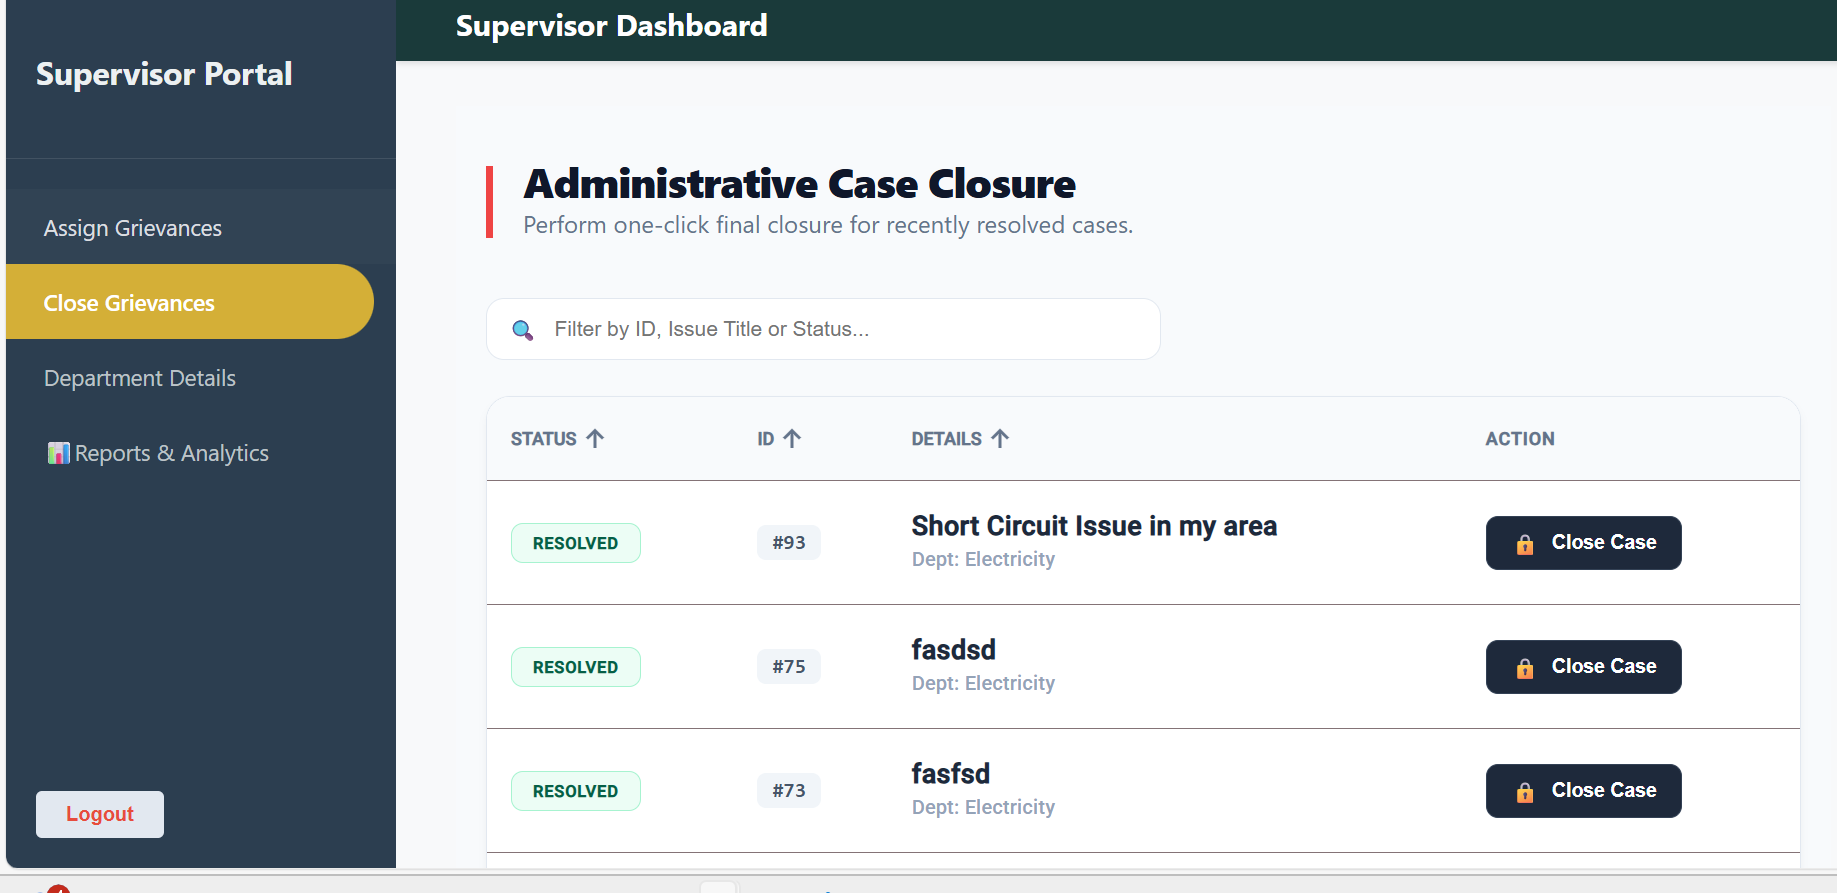 Supervisor Portal
Assign Grievances
Close Grievances
Department Details
Reports & Analytics
Logout
Supervisor Dashboard
Administrative Case Closure
Perform one-click final closure for recently resolved cases.
Filter by ID, Issue Title or Status...
STATUS ↑ ID ↑ DETAILS ↑ ACTION
RESOLVED #93 Short Circuit Issue in my area Close Case
Dept: Electricity
RESOLVED #75 fasdsd Close Case
Dept: Electricity
RESOLVED #73 fasfsd Close Case
Dept: Electricity